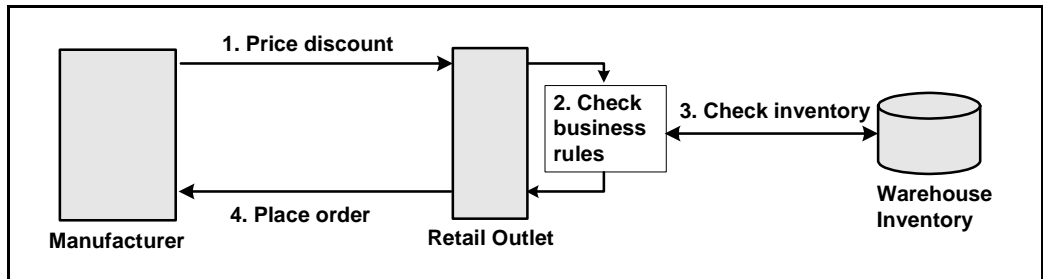 1. Price discount
2. Check
business
rules
3. Check inventory
4. Place order
Manufacturer
Retail Outlet
Warehouse
Inventory